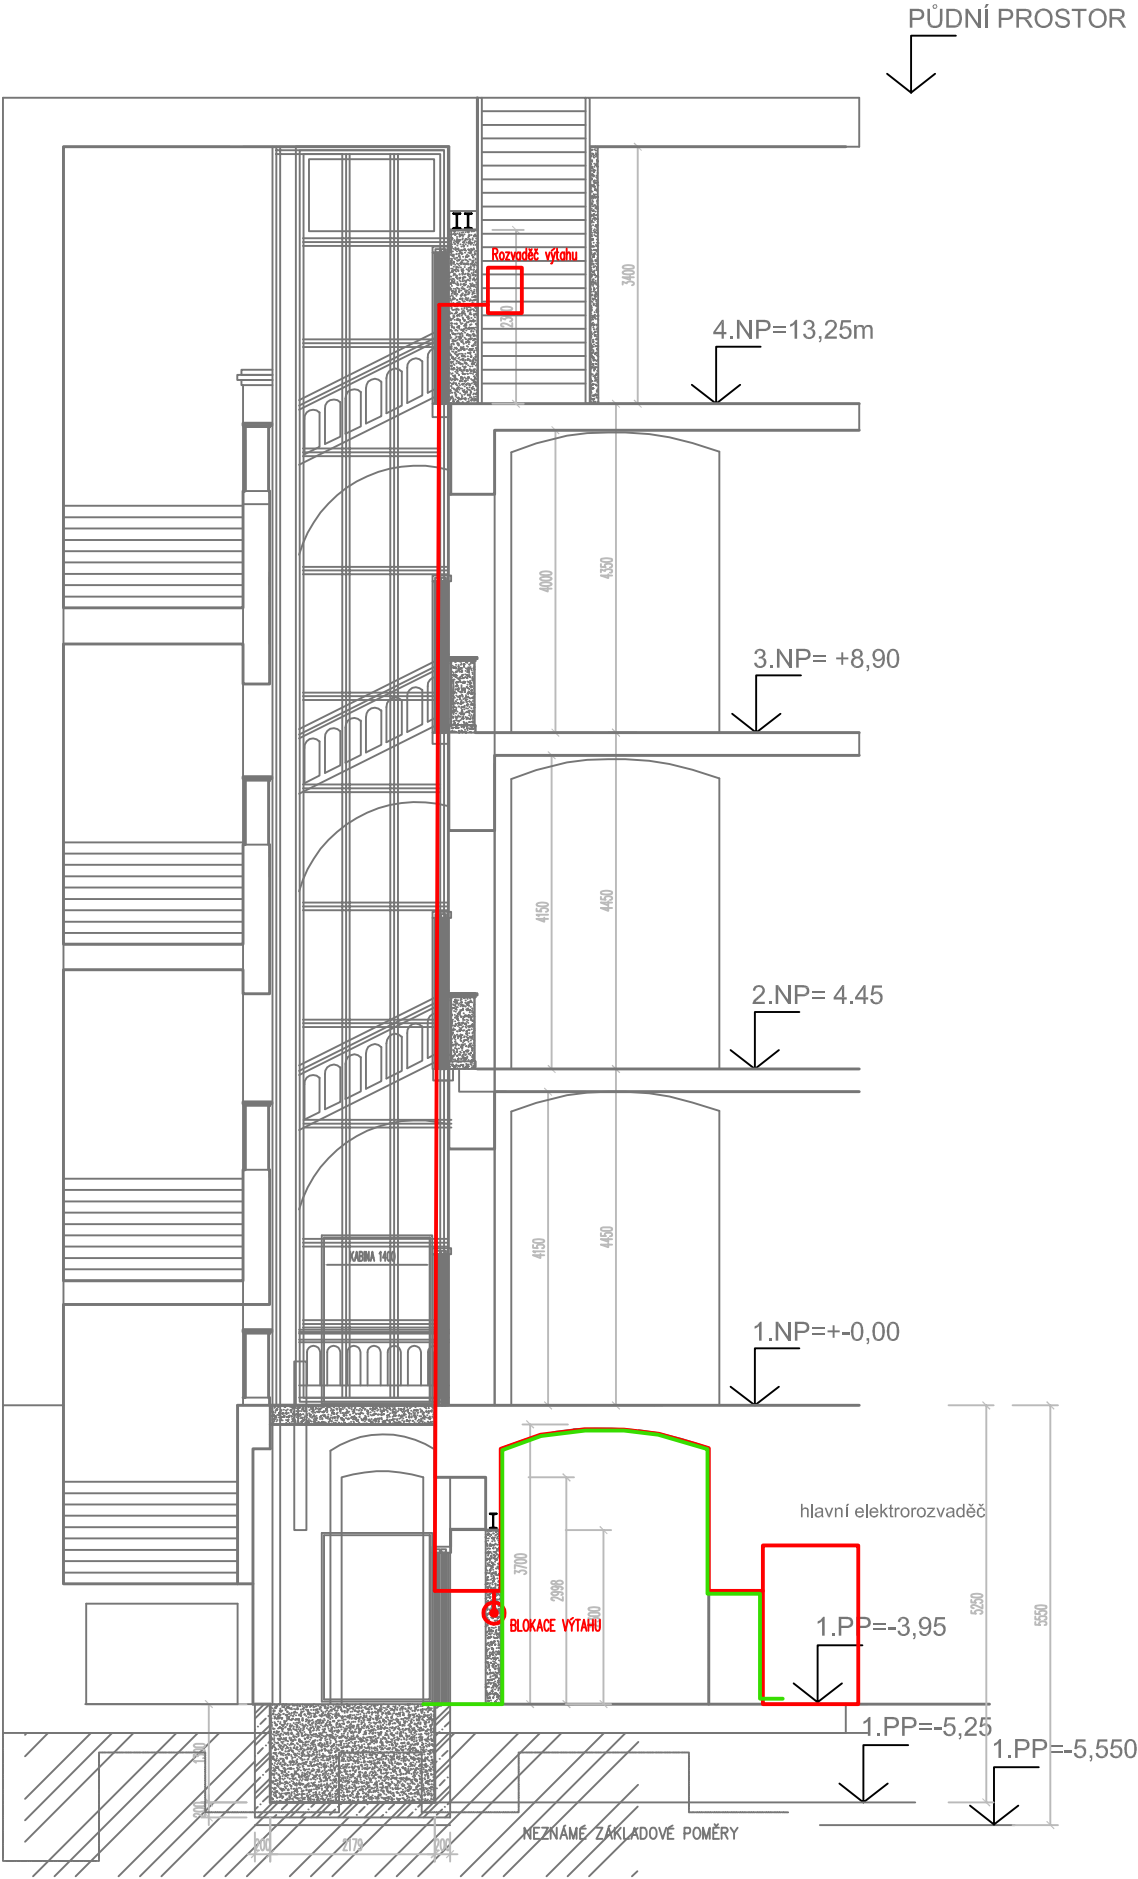 PŮDNÍ PROSTOR
Rozvaděč výtahu
3400
4.NP=13,25m
4000
4350
3.NP= +8,90
4150
4450
2.NP= 4.45
4150
4450
KABINA 1400
1.NP=+-0,00
hlavní elektrorozvaděč
3700
2998
5250
5550
BLOKACE VÝTAHU
1.PP=-3,95
1.PP=-5,25
1.PP=-5,550
NEZNÁMÉ ZÁKLADOVÉ POMĚRY
200
2179
200